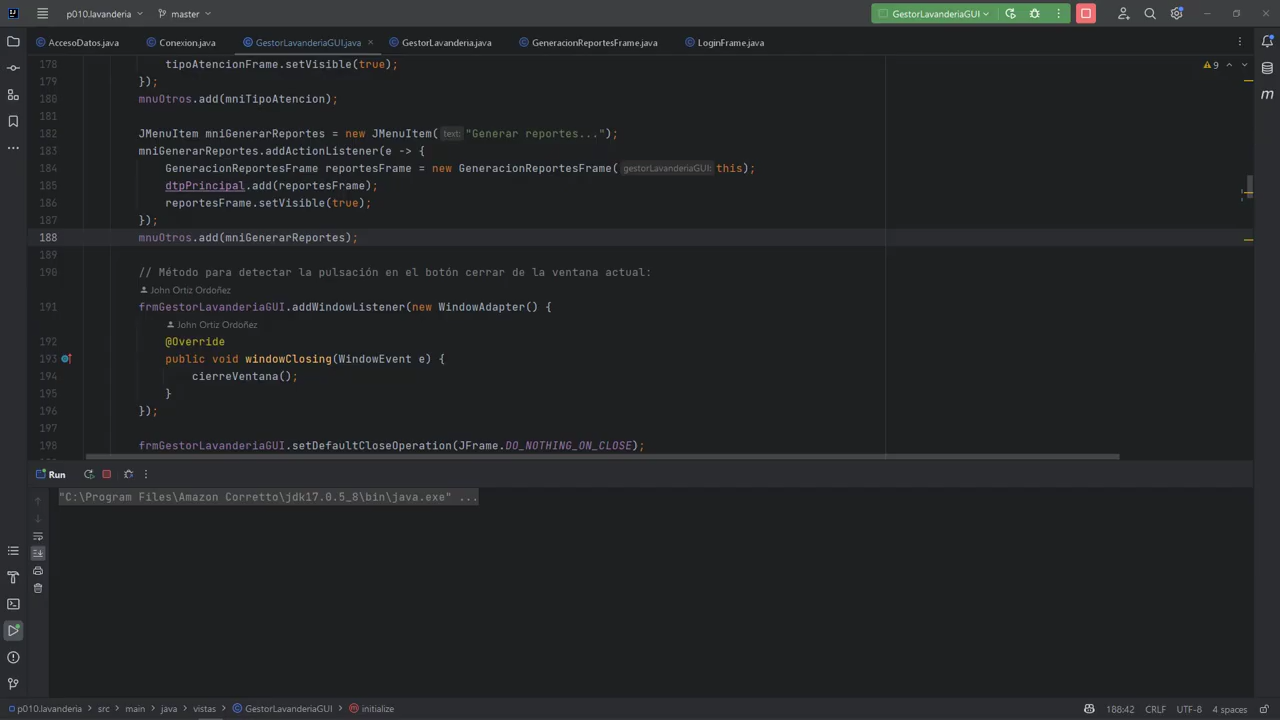 p010.lavanderia
master
GestorLavanderiaGUI
AccesoDatos.java
Conexion.java
GestorLavanderiaGUI.java
GestorLavanderia.java
GeneracionReportesFrame.java
LoginFrame.java
9
178 tipoAtencionFrame.setVisible(true);
179 });
180 mnuOtros.add(mniTipoAtencion);
181
182 JMenuItem mniGenerarReportes = new JMenuItem( text: "Generar reportes...");
183 mniGenerarReportes.addActionListener(e -> {
184 GeneracionReportesFrame reportesFrame = new GeneracionReportesFrame( gestorLavanderiaGUI: this);
185 dtpPrincipal.add(reportesFrame);
186 reportesFrame.setVisible(true);
187 });
188 mnuOtros.add(mniGenerarReportes);
189
190 // Método para detectar la pulsación en el botón cerrar de la ventana actual:
John Ortiz Ordoñez
191 frmGestorLavanderiaGUI.addWindowListener(new WindowAdapter() {
John Ortiz Ordoñez
192 @Override
193 public void windowClosing(WindowEvent e) {
194 cierreVentana();
195 }
196 });
197
198 frmGestorLavanderiaGUI.setDefaultCloseOperation(JFrame.DO_NOTHING_ON_CLOSE);
Run
"C:\Program Files\Amazon Corretto\jdk17.0.5_8\bin\java.exe" ...
p010.lavanderia > src > main > java > vistas > GestorLavanderiaGUI > initialize
188:42 CRLF UTF-8 4 spaces